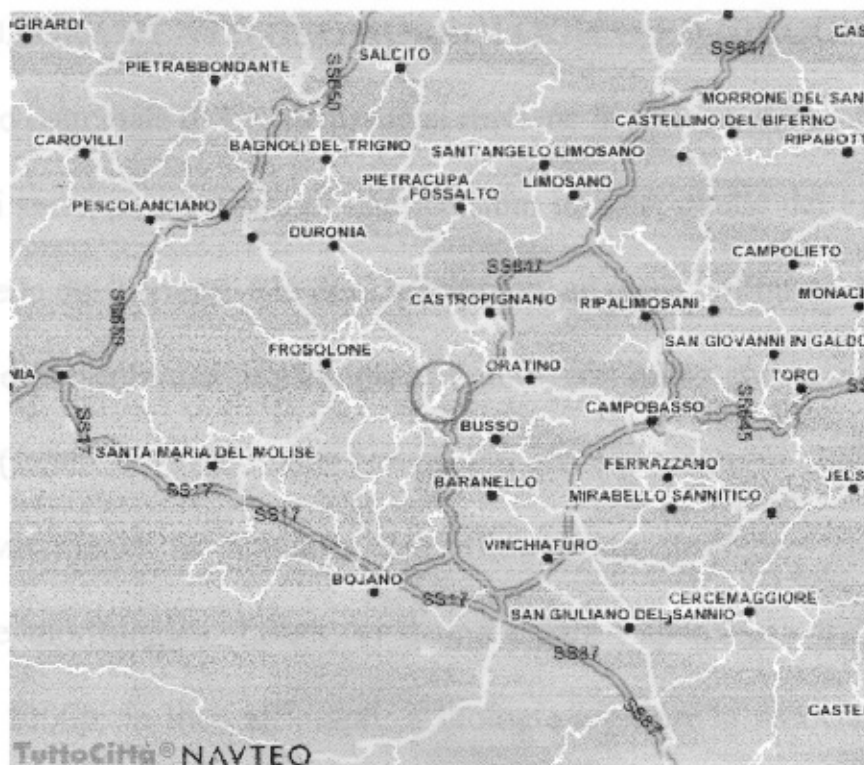 GIRARDI
PIETRABBONDANTE
SS650
SALCITO
SS647
CAS
MORRONE DEL SAN
CASTELLINO DEL BIFERNO
CAROVILLI
BAGNOLI DEL TRIGNO
SANT'ANGELO LIMOSANO
RIPABOTT
PIETRACUPA
LIMOSANO
FOSSALTO
PESCOLANCIANO
DURONIA
CAMPOLIETO
SS647
CASTROPIGNANO
RIPALIMOSANI
MONACI
FROSOLONE
ORATINO
SAN GIOVANNI IN GALDO
NIA
TORO
SS
CAMPOBASSO
SS17
BUSSO
SS645
SANTA MARIA DEL MOLISE
FERRAZZANO
BARANELLO
JELS
SS17
MIRABELLO SANNITICO
SS17
VINCHIATURO
BOJANO
SS17
CERCEMAGGIORE
SAN GIULIANO DEL SANNIO
SS87
SS87
CASTE
TuttoCittà® NAVTEQ